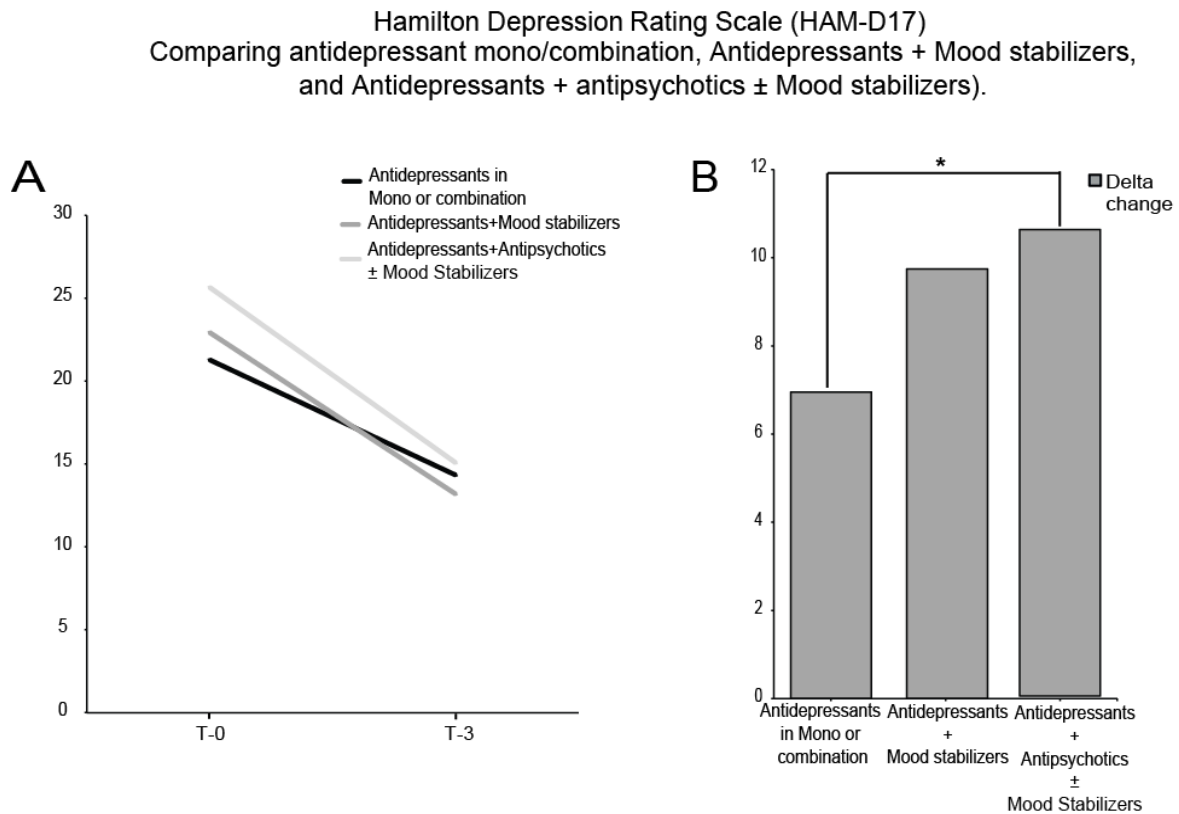 Hamilton Depression Rating Scale (HAM-D17)
Comparing antidepressant mono/combination, Antidepressants + Mood stabilizers,
and Antidepressants + antipsychotics ± Mood stabilizers).
A
Antidepressants in
Mono or combination
Antidepressants+Mood stabilizers
Antidepressants+Antipsychotics
± Mood Stabilizers
30
25
20
15
10
5
0
T-0
T-3
B
*
Delta
change
12
10
8
6
4
2
0
Antidepressants
in Mono or
combination
Antidepressants
+
Mood stabilizers
Antidepressants
+
Antipsychotics
±
Mood Stabilizers